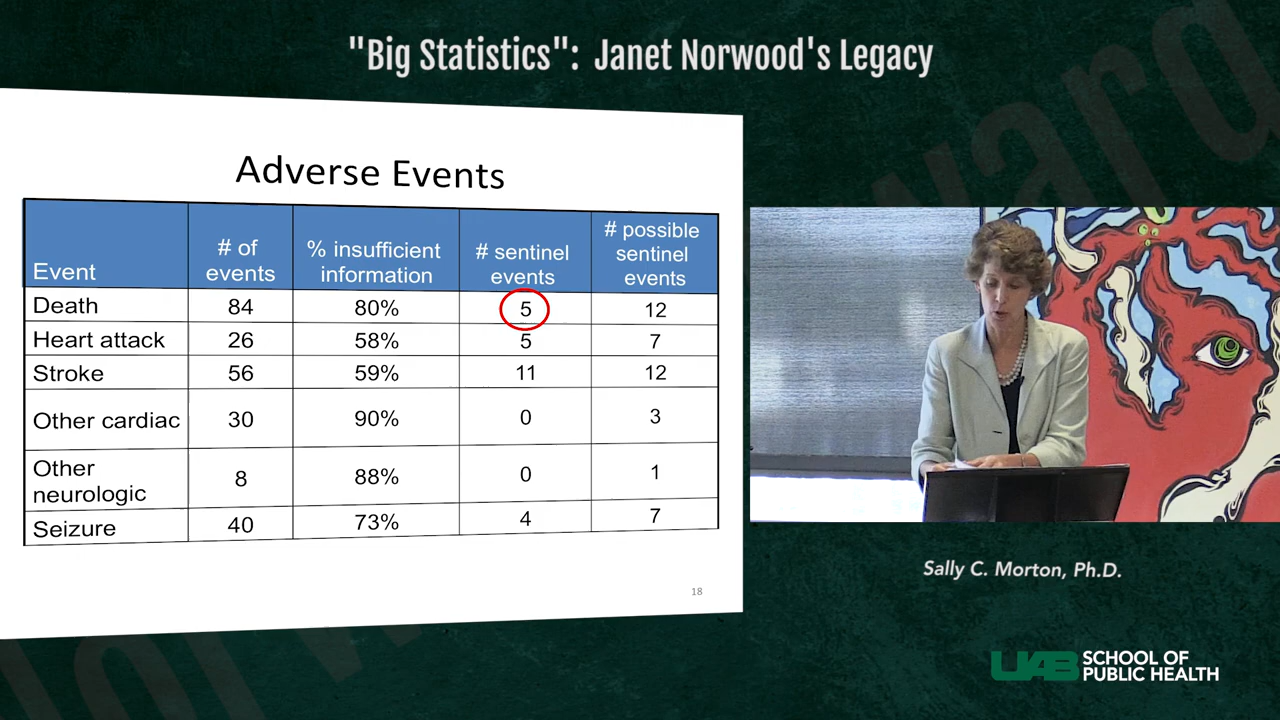 "Big Statistics": Janet Norwood's Legacy
Adverse Events
Event | # of events | % insufficient information | # sentinel events | # possible sentinel events
Death | 84 | 80% | 5 | 12
Heart attack | 26 | 58% | 5 | 7
Stroke | 56 | 59% | 11 | 12
Other cardiac | 30 | 90% | 0 | 3
Other neurologic | 8 | 88% | 0 | 1
Seizure | 40 | 73% | 4 | 7
18
Sally C. Morton, Ph.D.
UAB SCHOOL OF
PUBLIC HEALTH